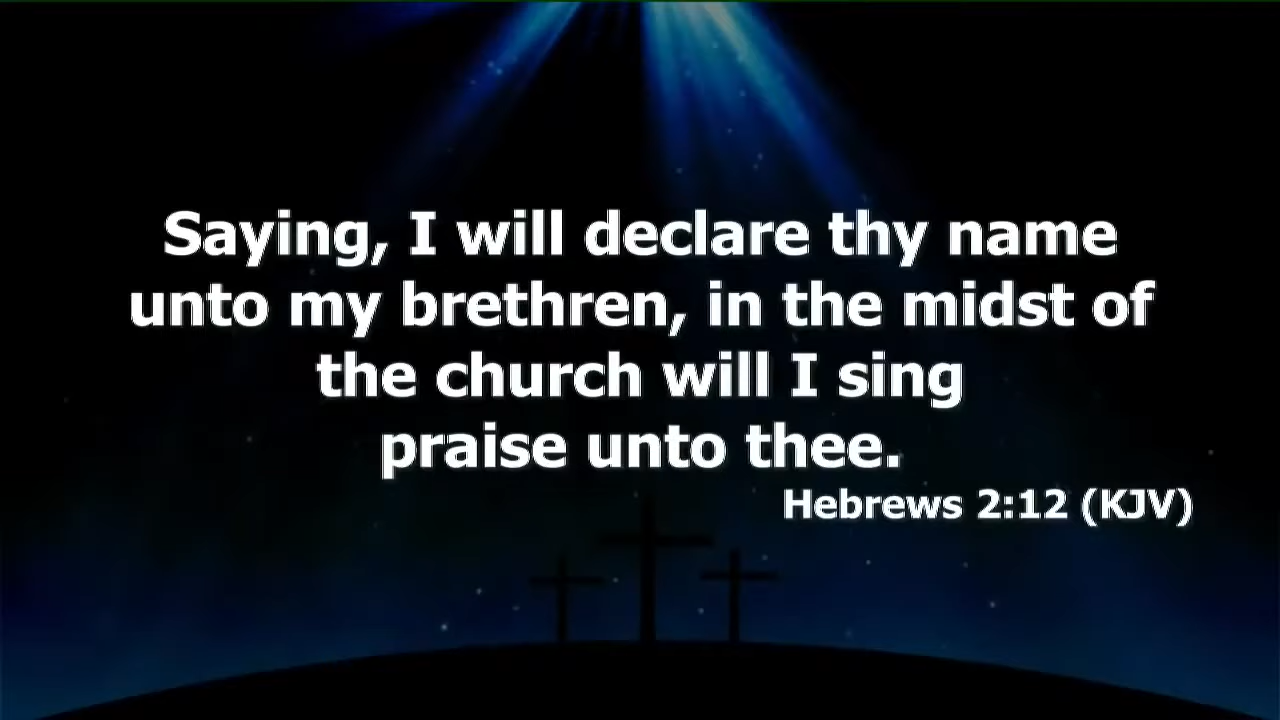 Saying, I will declare thy name
unto my brethren, in the midst of
the church will I sing
praise unto thee.
Hebrews 2:12 (KJV)